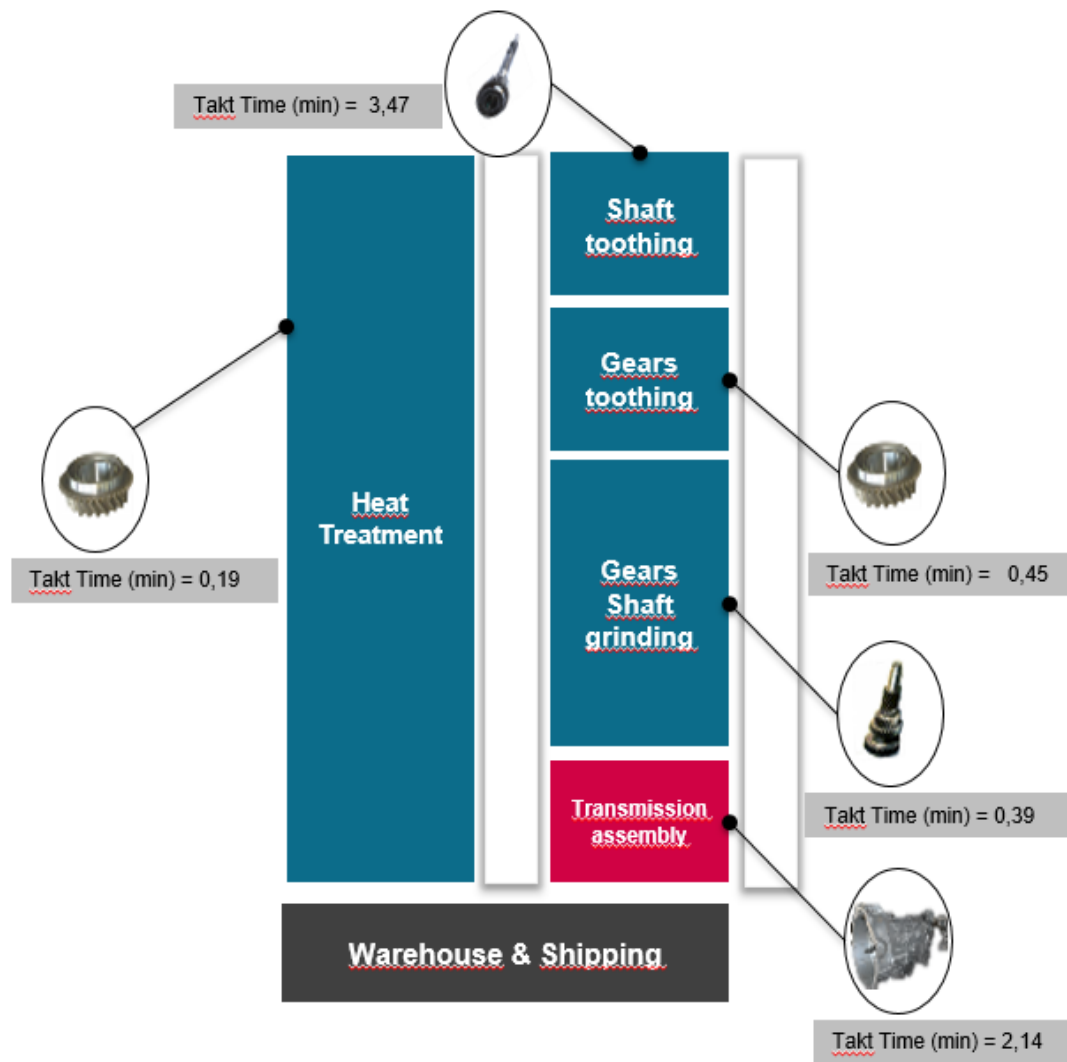 Takt Time (min) = 3,47
Shaft
toothing
Gears
toothing
Heat
Treatment
Takt Time (min) = 0,19
Takt Time (min) = 0,45
Gears
Shaft
grinding
Takt Time (min) = 0,39
Transmission
assembly
Warehouse & Shipping
Takt Time (min) = 2,14